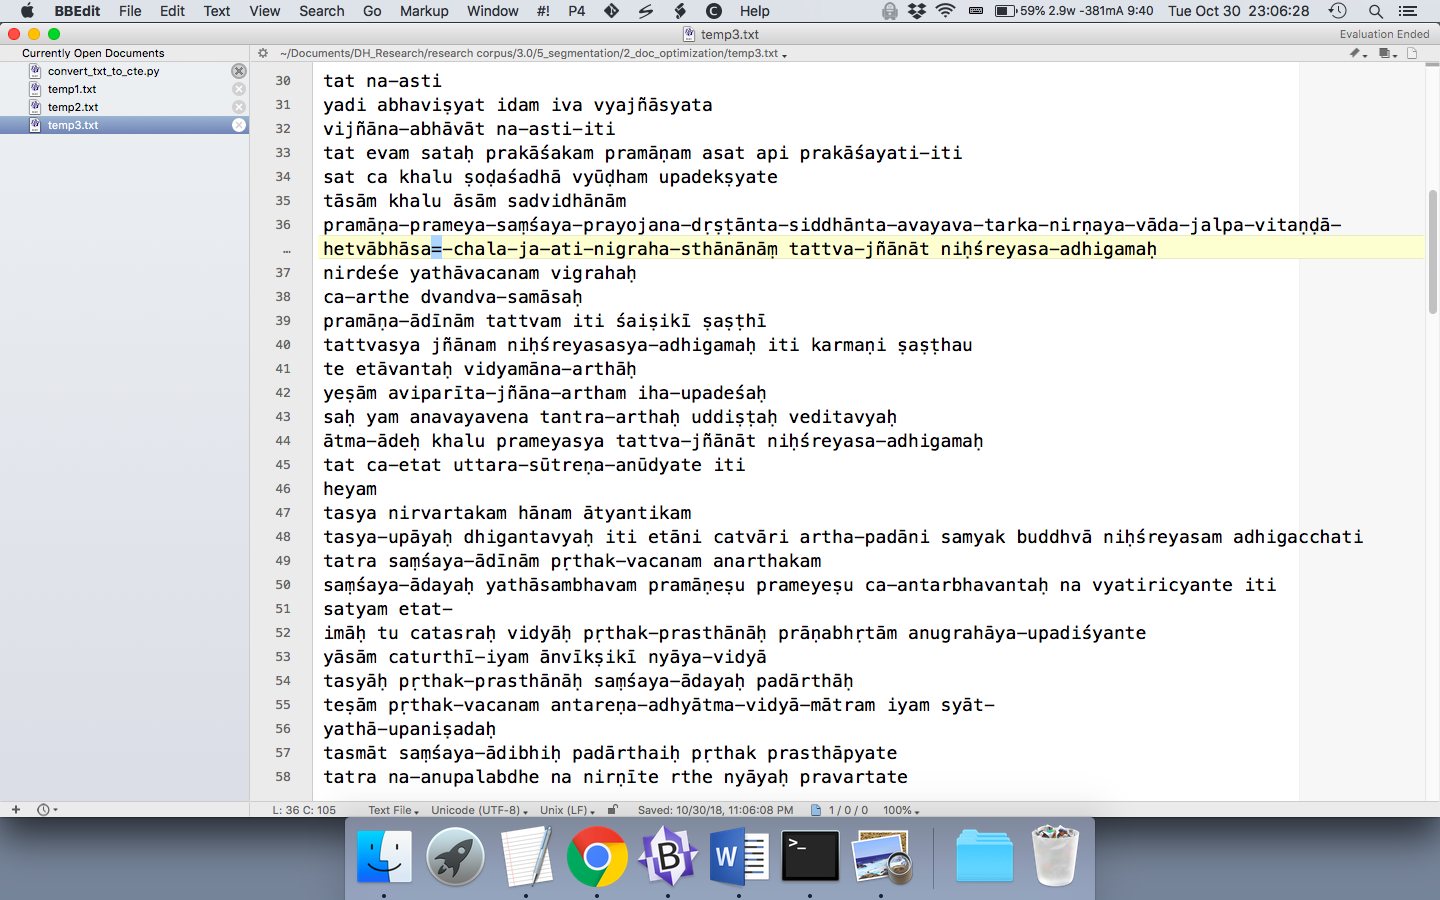 BBEdit File Edit Text View Search Go Markup Window #! P4 Help 59% 2.9w -381mA 9:40 Tue Oct 30 23:06:28
temp3.txt Evaluation Ended
Currently Open Documents
~/Documents/DH_Research/research corpus/3.0/5_segmentation/2_doc_optimization/temp3.txt
convert_txt_to_cte.py
temp1.txt
temp2.txt
temp3.txt
30 tat na-asti
31 yadi abhaviṣyat idam iva vyajñāsyata
32 vijñāna-abhāvāt na-asti-iti
33 tat evam sataḥ prakāśakam pramāṇam asat api prakāśayati-iti
34 sat ca khalu ṣoḍaśadhā vyūḍham upadekṣyate
35 tāsām khalu āsām sadvidhānām
36 pramāṇa-prameya-saṃśaya-prayojana-dṛṣṭānta-siddhānta-avayava-tarka-nirṇaya-vāda-jalpa-vitaṇḍā-
… hetvābhāsa=-chala-ja-ati-nigraha-sthānānāṃ tattva-jñānāt niḥśreyasa-adhigamaḥ
37 nirdeśe yathāvacanam vigrahaḥ
38 ca-arthe dvandva-samāsaḥ
39 pramāṇa-ādīnām tattvam iti śaiṣikī ṣaṣṭhī
40 tattvasya jñānam niḥśreyasasya-adhigamaḥ iti karmaṇi ṣaṣṭhau
41 te etāvantaḥ vidyamāna-arthāḥ
42 yeṣām aviparīta-jñāna-artham iha-upadeśaḥ
43 saḥ yam anavayavena tantra-arthaḥ uddiṣṭaḥ veditavyaḥ
44 ātma-ādeḥ khalu prameyasya tattva-jñānāt niḥśreyasa-adhigamaḥ
45 tat ca-etat uttara-sūtreṇa-anūdyate iti
46 heyam
47 tasya nirvartakam hānam ātyantikam
48 tasya-upāyaḥ dhigantavyaḥ iti etāni catvāri artha-padāni samyak buddhvā niḥśreyasam adhigacchati
49 tatra saṃśaya-ādīnām pṛthak-vacanam anarthakam
50 saṃśaya-ādayaḥ yathāsambhavam pramāṇeṣu prameyeṣu ca-antarbhavantaḥ na vyatiricyante iti
51 satyam etat-
52 imāḥ tu catasraḥ vidyāḥ pṛthak-prasthānāḥ prāṇabhṛtām anugrahāya-upadiśyante
53 yāsām caturthī-iyam ānvīkṣikī nyāya-vidyā
54 tasyāḥ pṛthak-prasthānāḥ saṃśaya-ādayaḥ padārthāḥ
55 teṣām pṛthak-vacanam antareṇa-adhyātma-vidyā-mātram iyam syāt-
56 yathā-upaniṣadaḥ
57 tasmāt saṃśaya-ādibhiḥ padārthaiḥ pṛthak prasthāpyate
58 tatra na-anupalabdhe na nirṇīte rthe nyāyaḥ pravartate
L: 36 C: 105 Text File Unicode (UTF-8) Unix (LF) Saved: 10/30/18, 11:06:08 PM 1 / 0 / 0 100%